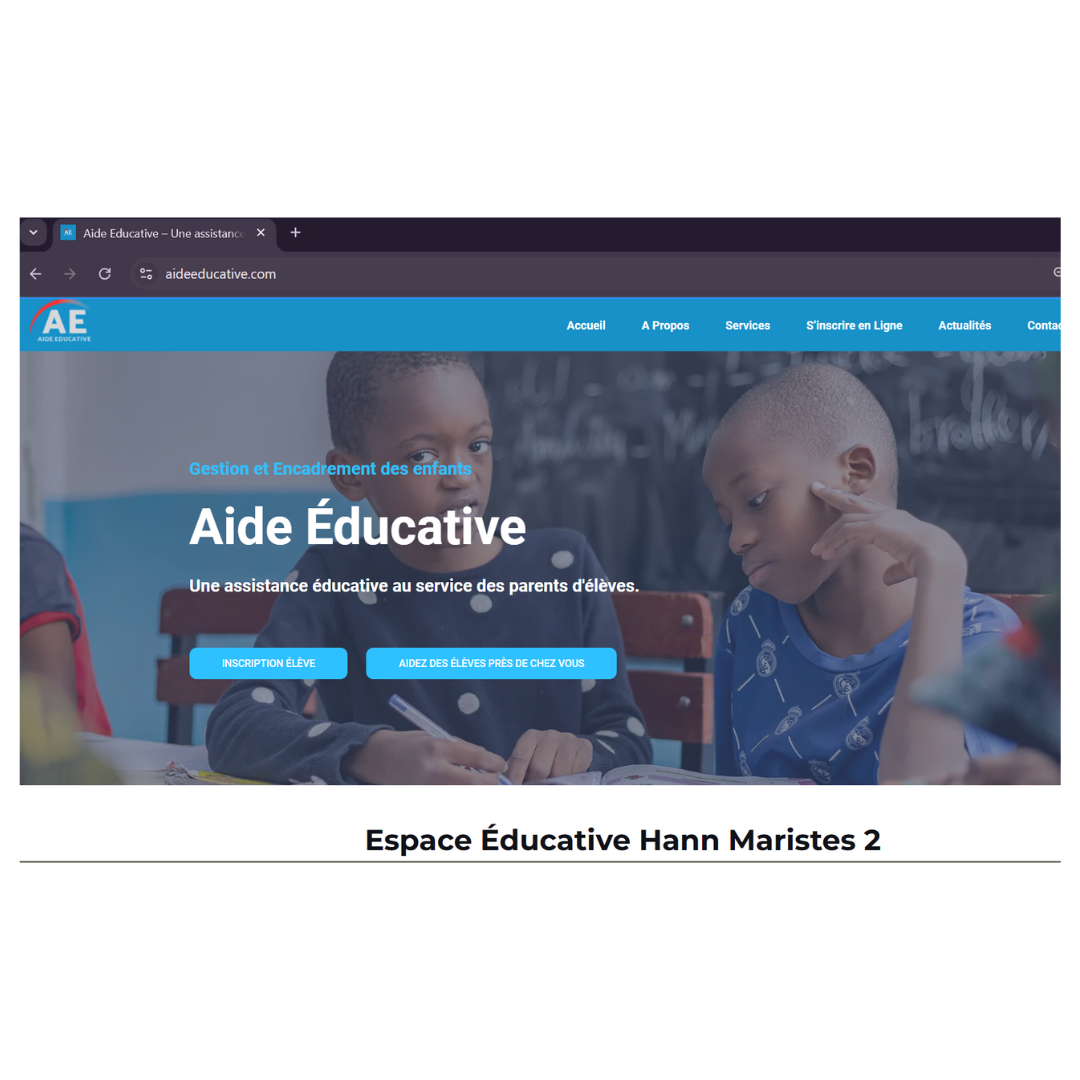 Aide Educative – Une assistance
aideeducative.com
AE
AIDE EDUCATIVE
Accueil A Propos Services S'inscrire en Ligne Actualités Contac
Gestion et Encadrement des enfants
Aide Éducative
Une assistance éducative au service des parents d'élèves.
INSCRIPTION ÉLÈVE AIDEZ DES ÉLÈVES PRÈS DE CHEZ VOUS
Espace Éducative Hann Maristes 2